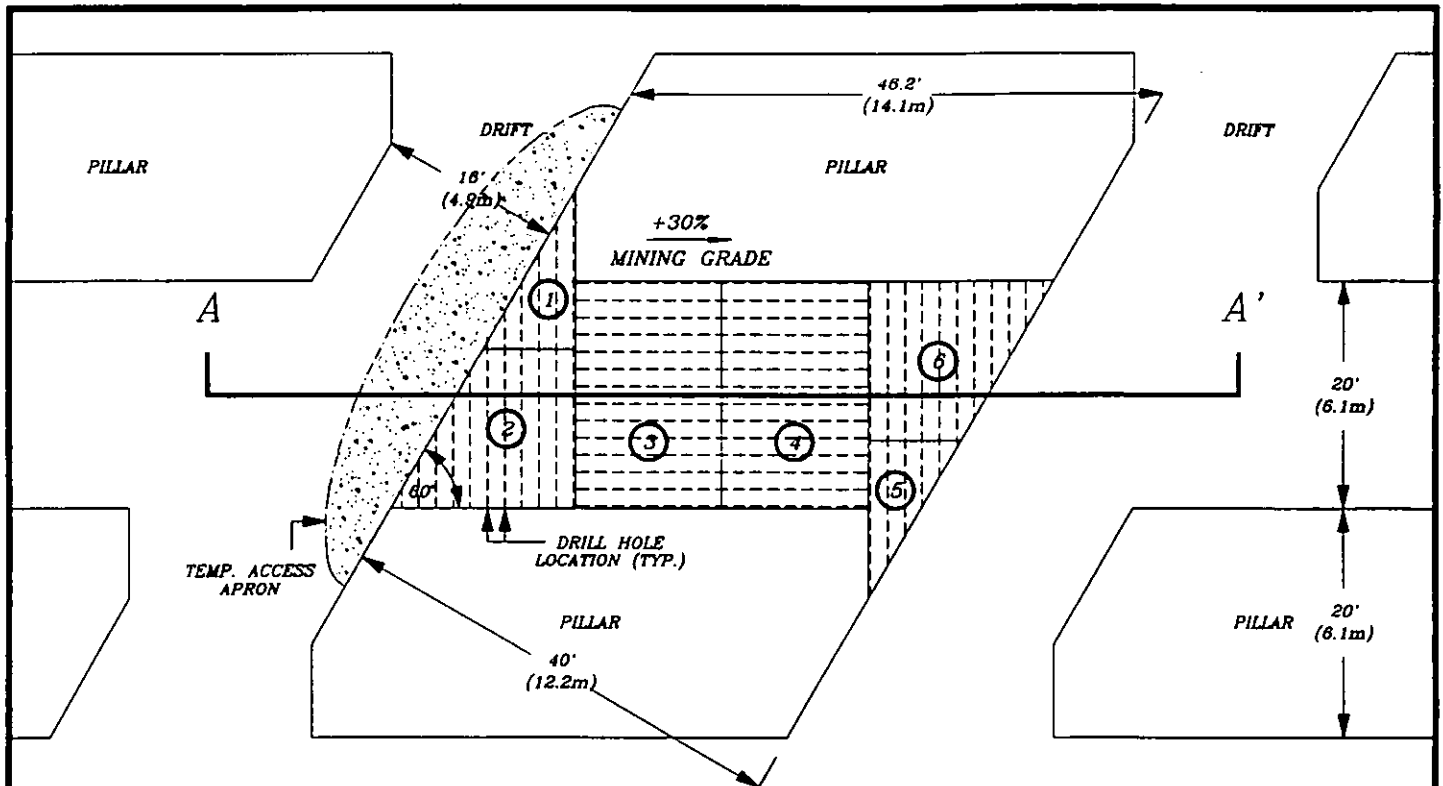 46.2'
(14.1m)
DRIFT
DRIFT
PILLAR
PILLAR
16'
(4.9m)
+30%
MINING GRADE
A
A'
1
6
2
3
4
20'
(6.1m)
60°
5
DRILL HOLE
LOCATION (TYP.)
TEMP. ACCESS
APRON
PILLAR
PILLAR
20'
(6.1m)
40'
(12.2m)